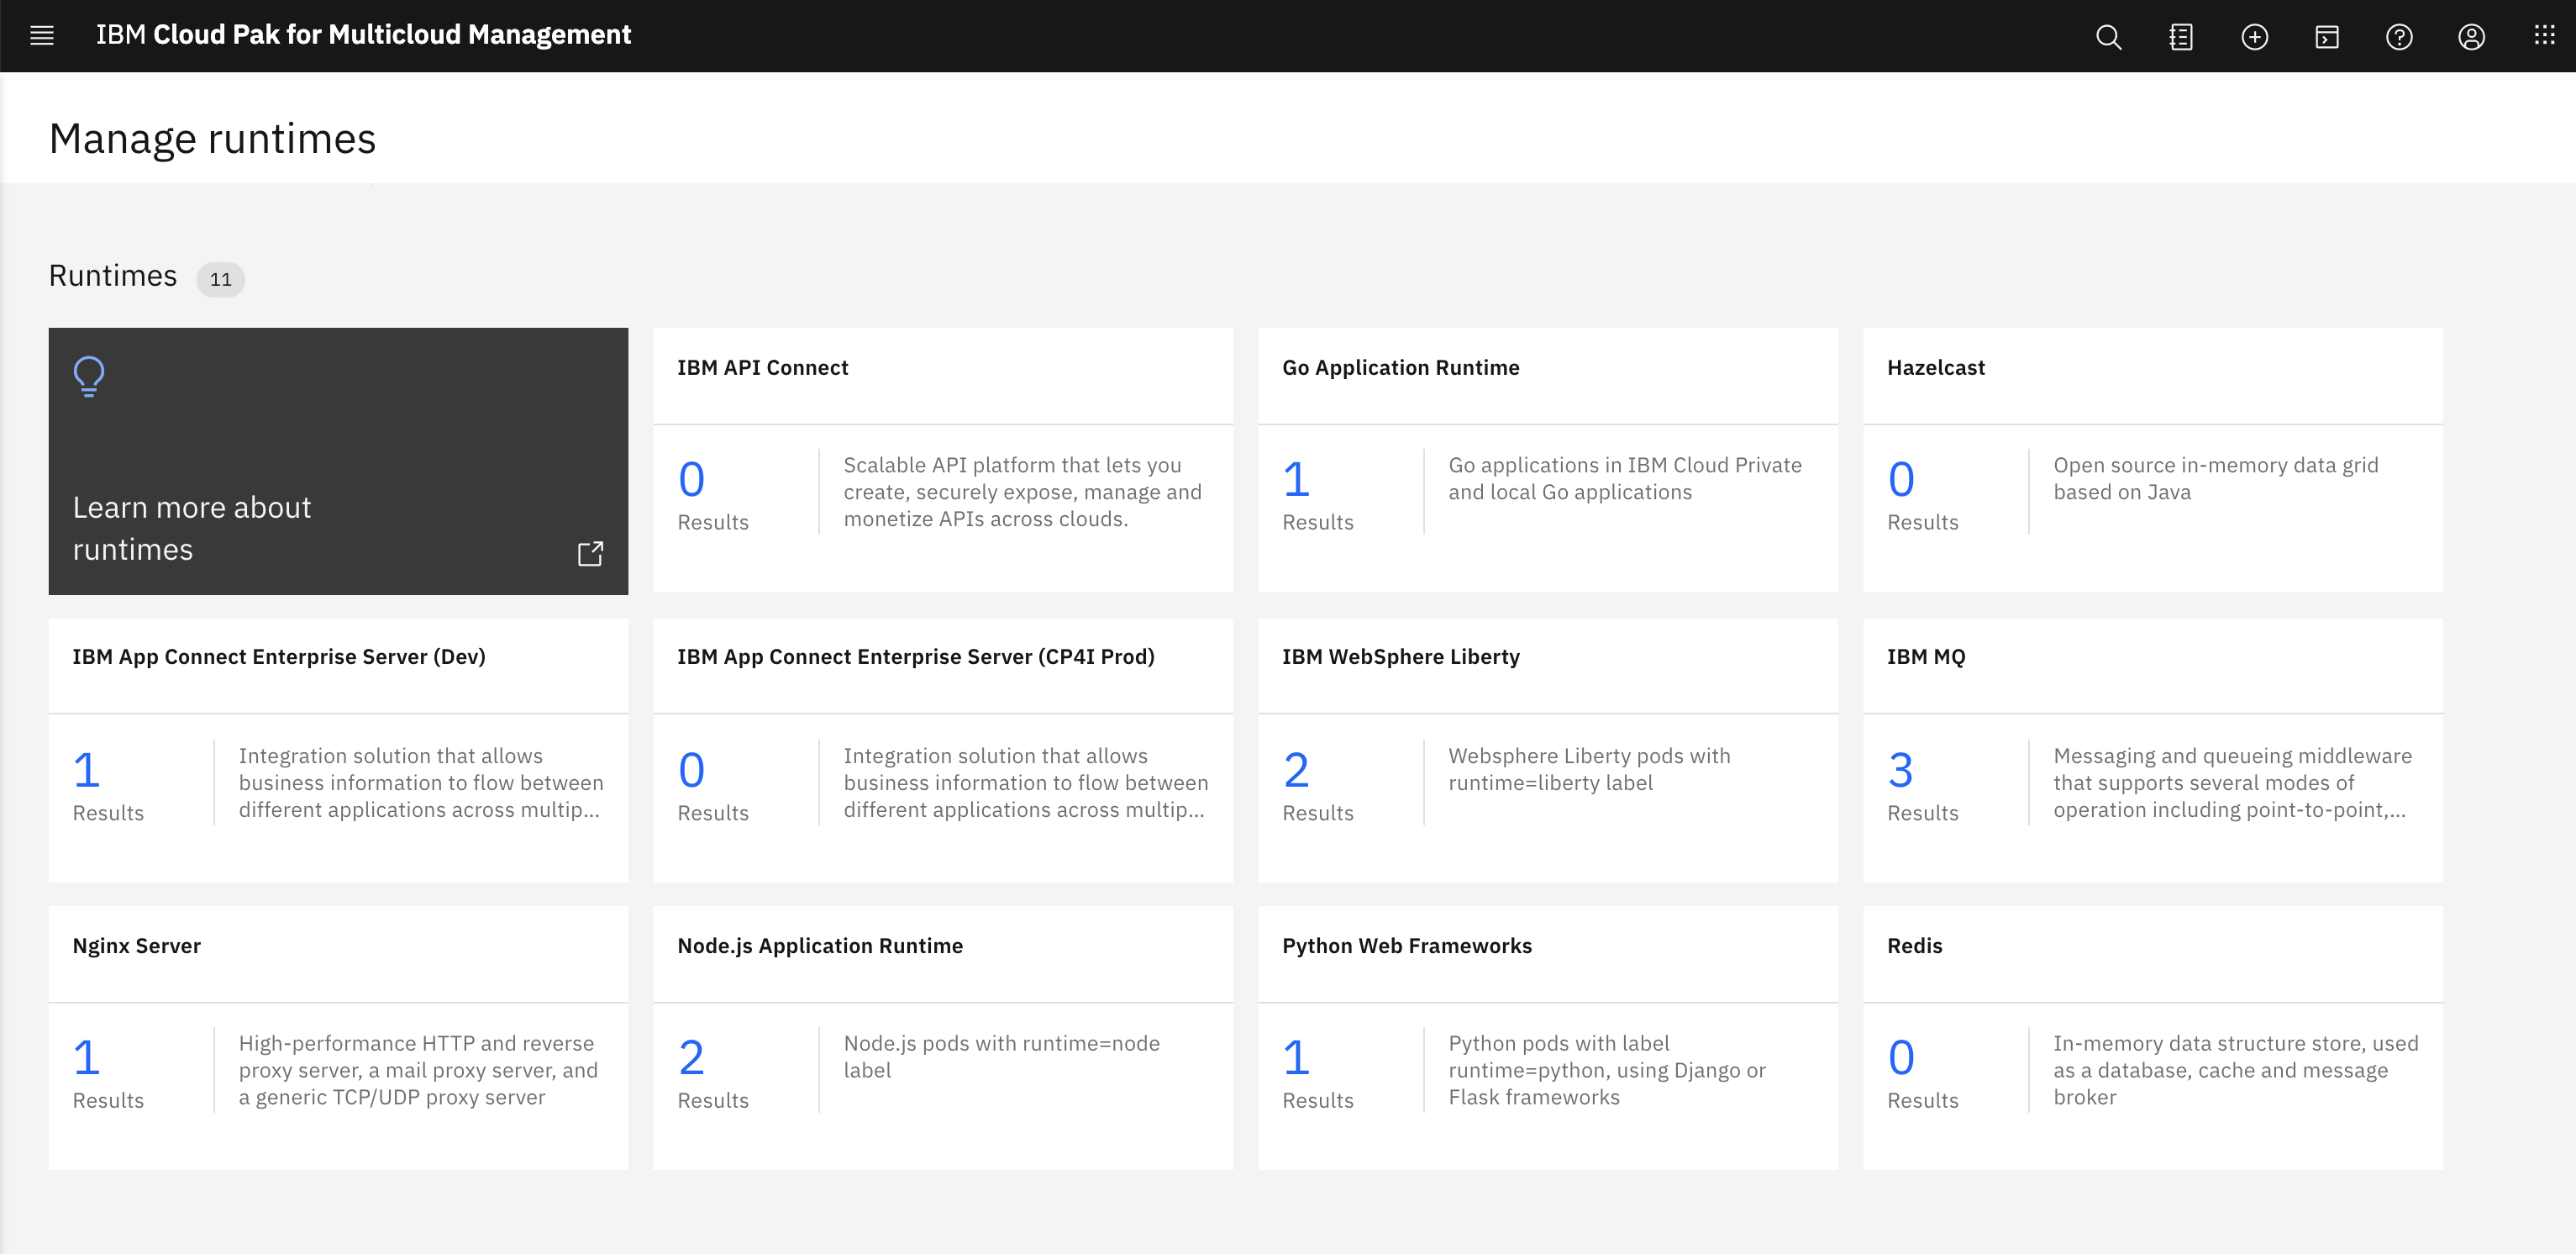 IBM Cloud Pak for Multicloud Management
Manage runtimes
Runtimes 11
Learn more about
runtimes
IBM API Connect
0
Results
Scalable API platform that lets you
create, securely expose, manage and
monetize APIs across clouds.
Go Application Runtime
1
Results
Go applications in IBM Cloud Private
and local Go applications
Hazelcast
0
Results
Open source in-memory data grid
based on Java
IBM App Connect Enterprise Server (Dev)
1
Results
Integration solution that allows
business information to flow between
different applications across multip...
IBM App Connect Enterprise Server (CP4I Prod)
0
Results
Integration solution that allows
business information to flow between
different applications across multip...
IBM WebSphere Liberty
2
Results
Websphere Liberty pods with
runtime=liberty label
IBM MQ
3
Results
Messaging and queueing middleware
that supports several modes of
operation including point-to-point,...
Nginx Server
1
Results
High-performance HTTP and reverse
proxy server, a mail proxy server, and
a generic TCP/UDP proxy server
Node.js Application Runtime
2
Results
Node.js pods with runtime=node
label
Python Web Frameworks
1
Results
Python pods with label
runtime=python, using Django or
Flask frameworks
Redis
0
Results
In-memory data structure store, used
as a database, cache and message
broker